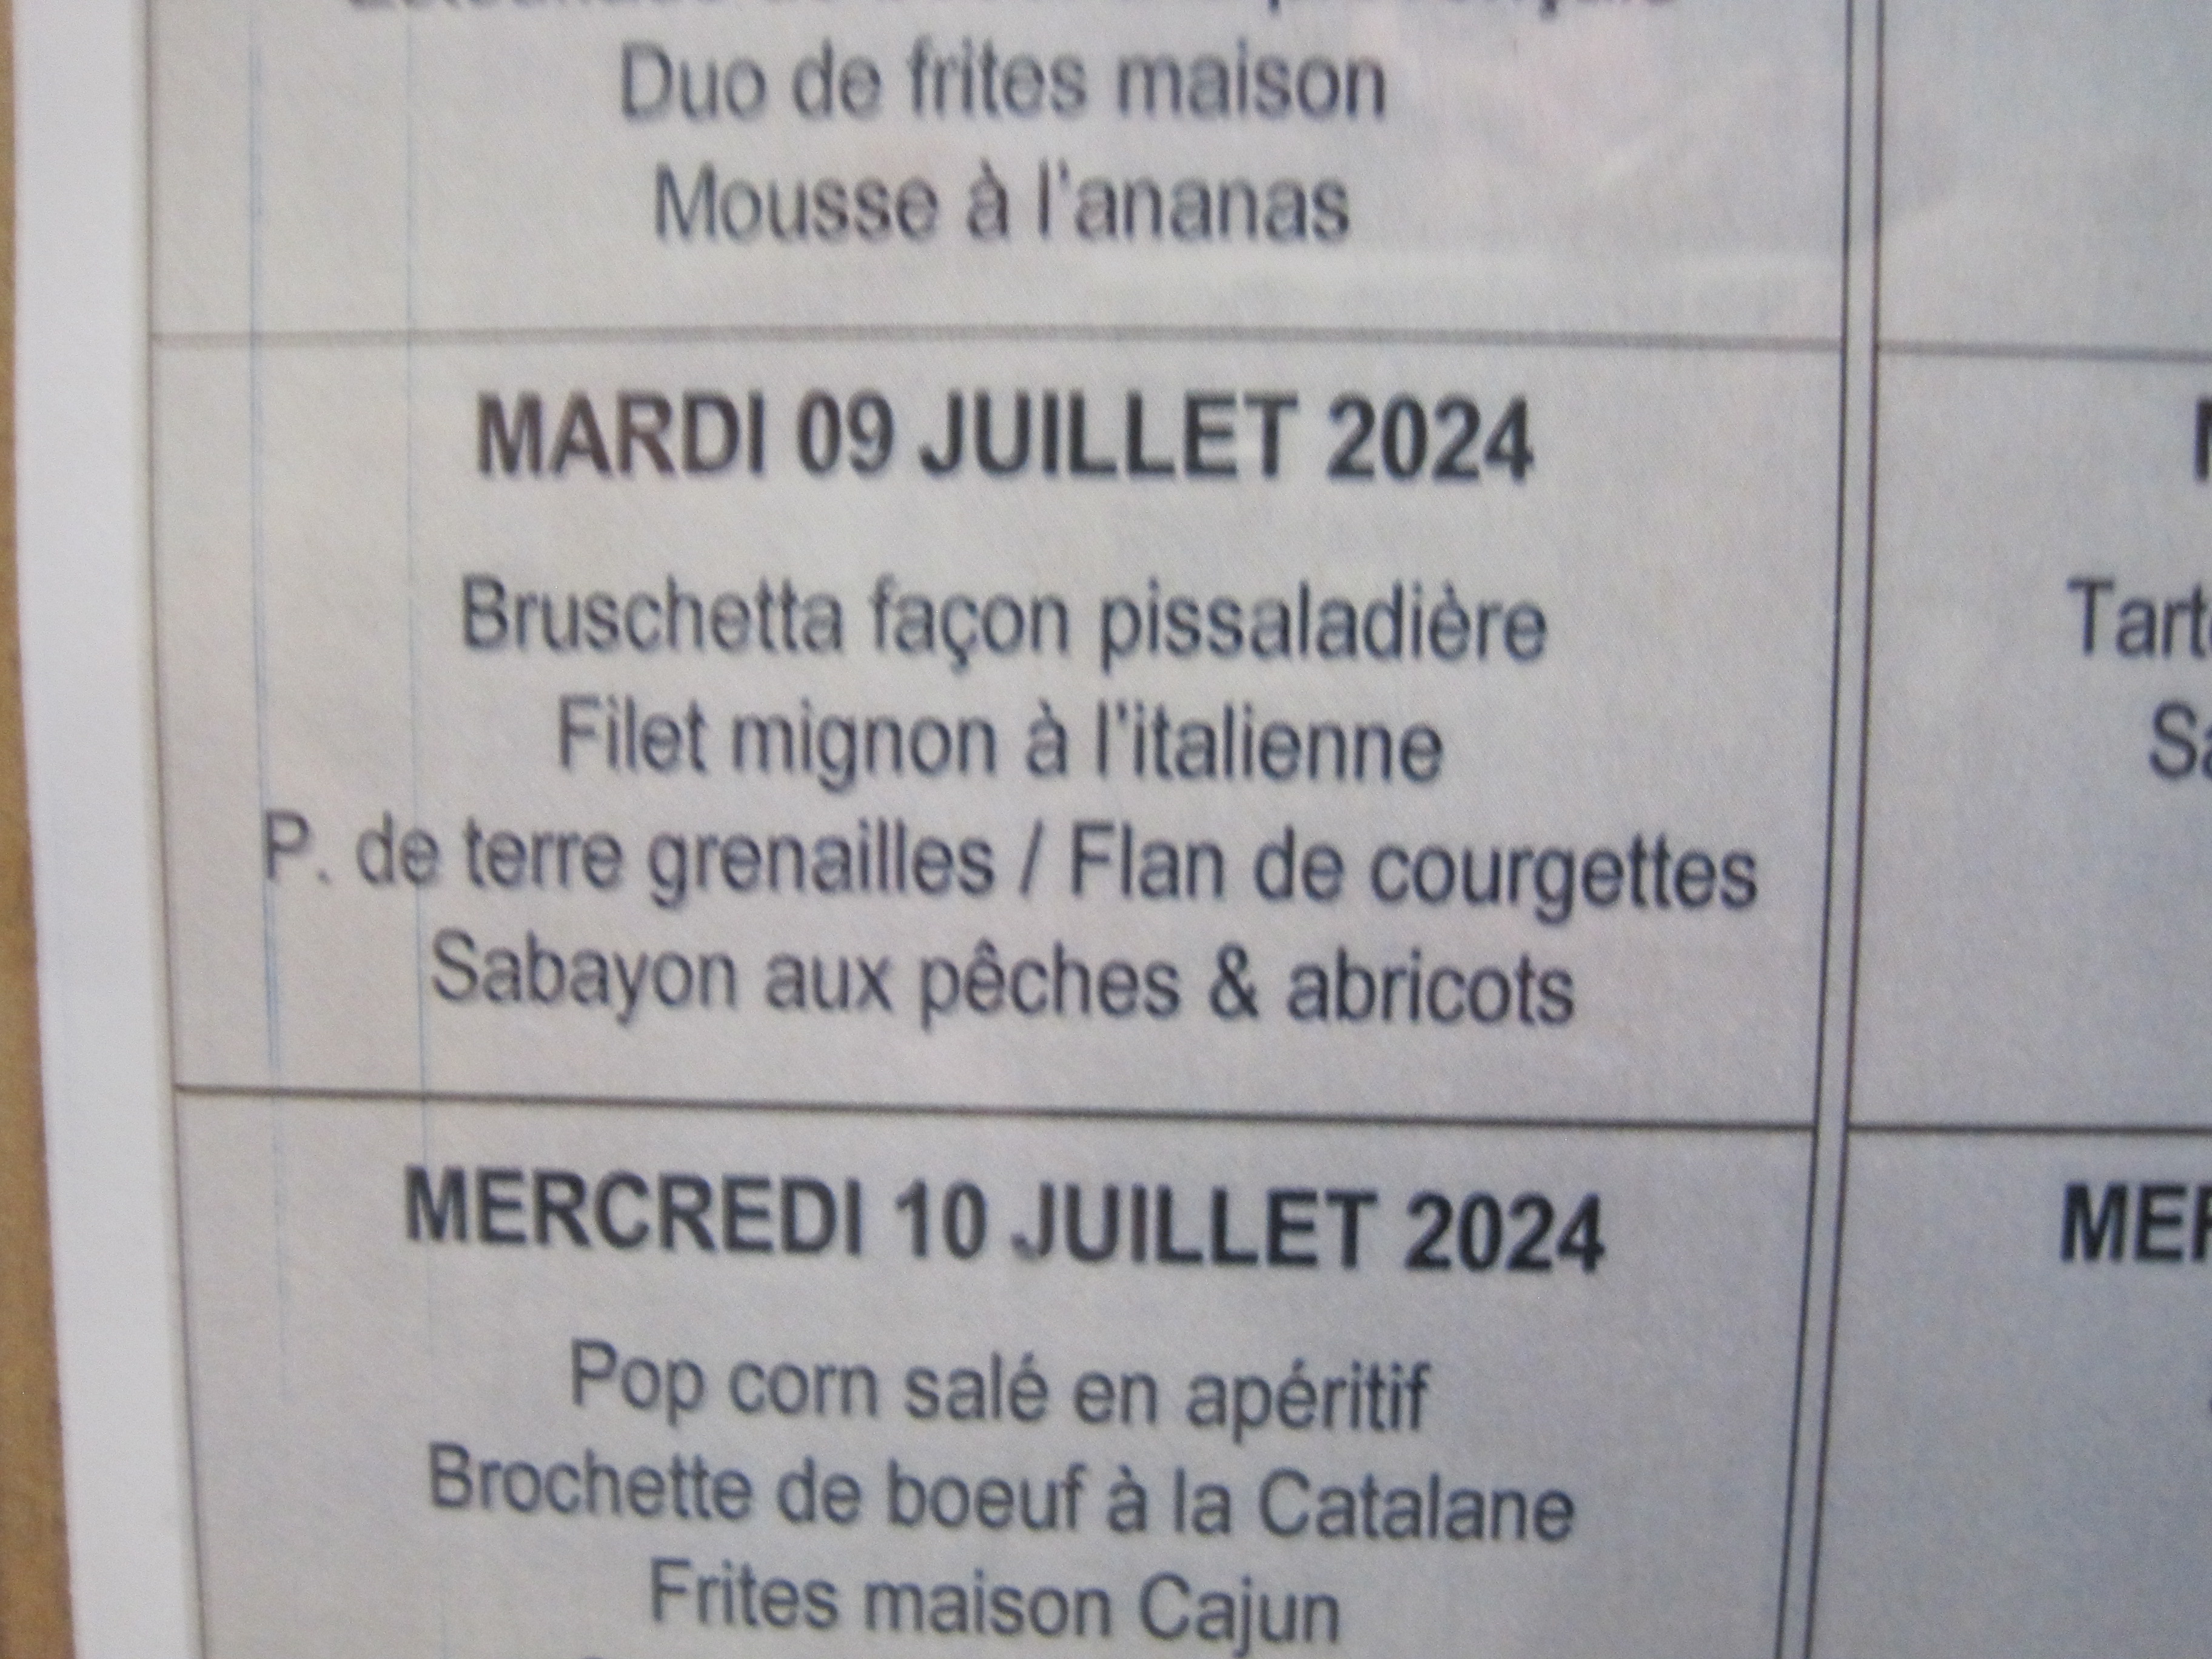 Duo de frites maison
Mousse à l'ananas
MARDI 09 JUILLET 2024
Bruschetta façon pissaladière
Filet mignon à l'italienne
P. de terre grenailles / Flan de courgettes
Sabayon aux pêches & abricots
MERCREDI 10 JUILLET 2024
Pop corn salé en apéritif
Brochette de boeuf à la Catalane
Frites maison Cajun